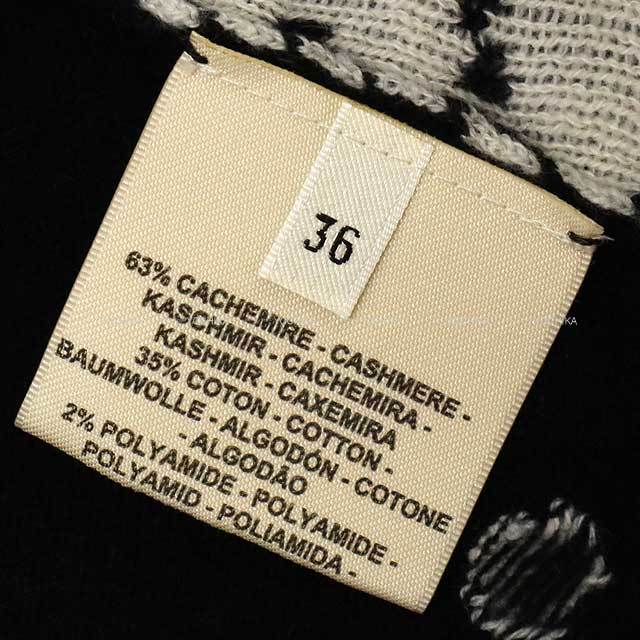 36
63% CACHEMIRE - CASHMERE -
KASCHMIR - CACHEMIRA -
KASHMIR - CAXEMIRA
35% COTON - COTTON -
BAUMWOLLE - ALGODÓN - COTONE
- ALGODÃO
2% POLYAMIDE - POLYAMIDE -
POLYAMID - POLIAMIDA -